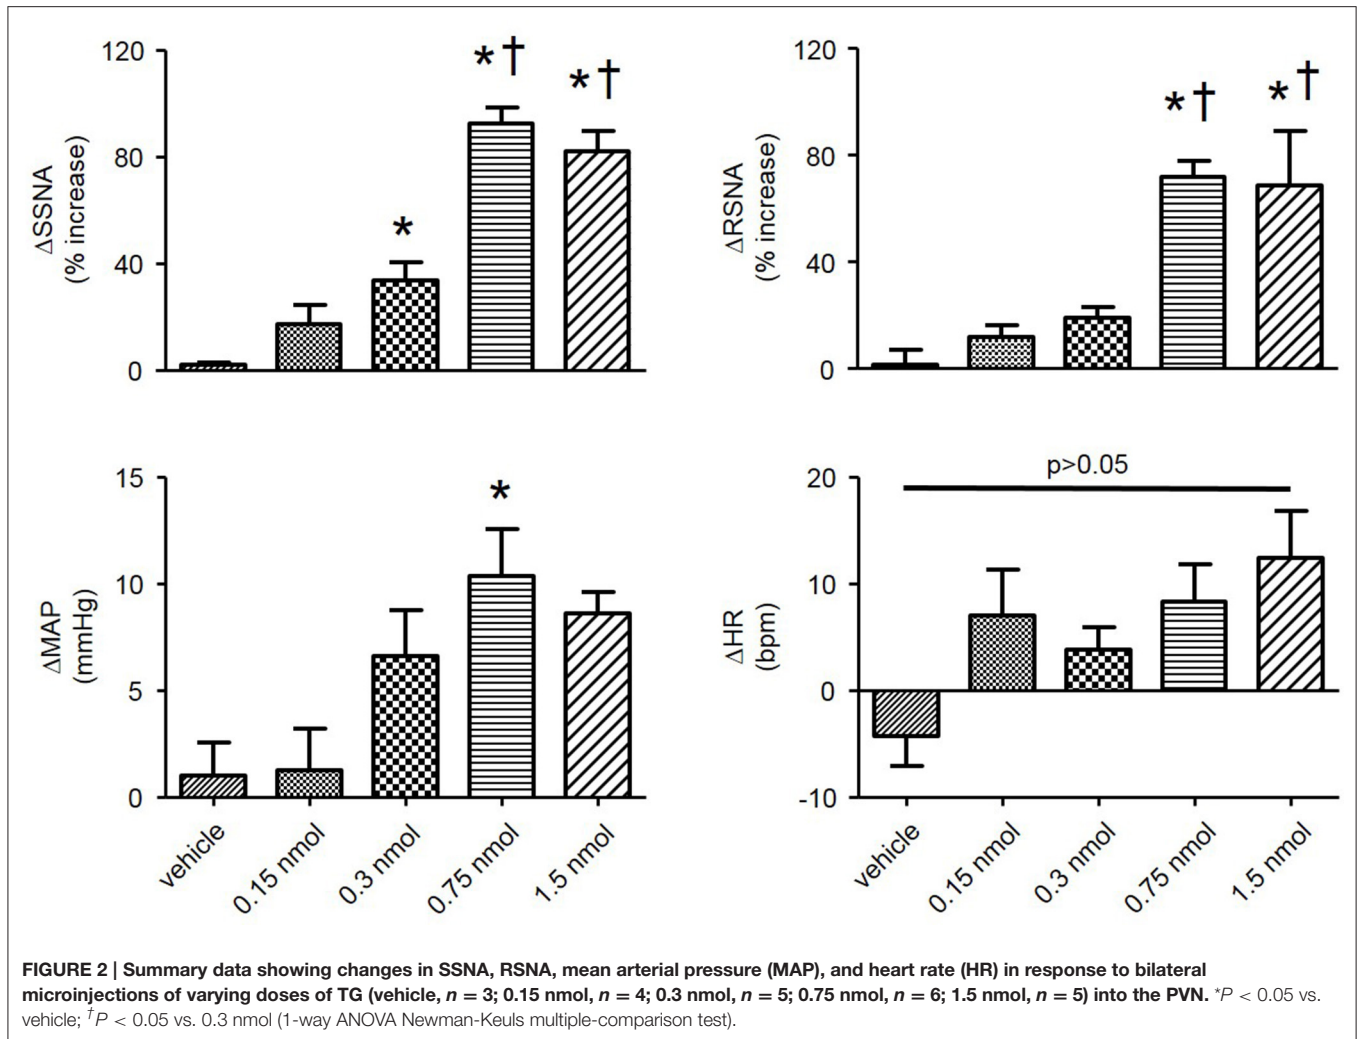 120
80
40
0
ΔSSNA
(% increase)
*
*†
*†
120
80
40
0
ΔRSNA
(% increase)
*†
*†
15
10
5
0
ΔMAP
(mmHg)
*
vehicle
0.15 nmol
0.3 nmol
0.75 nmol
1.5 nmol
20
10
0
-10
ΔHR
(bpm)
p>0.05
vehicle
0.15 nmol
0.3 nmol
0.75 nmol
1.5 nmol
FIGURE 2 | Summary data showing changes in SSNA, RSNA, mean arterial pressure (MAP), and heart rate (HR) in response to bilateral
microinjections of varying doses of TG (vehicle, n = 3; 0.15 nmol, n = 4; 0.3 nmol, n = 5; 0.75 nmol, n = 6; 1.5 nmol, n = 5) into the PVN. *P < 0.05 vs.
vehicle; †P < 0.05 vs. 0.3 nmol (1-way ANOVA Newman-Keuls multiple-comparison test).